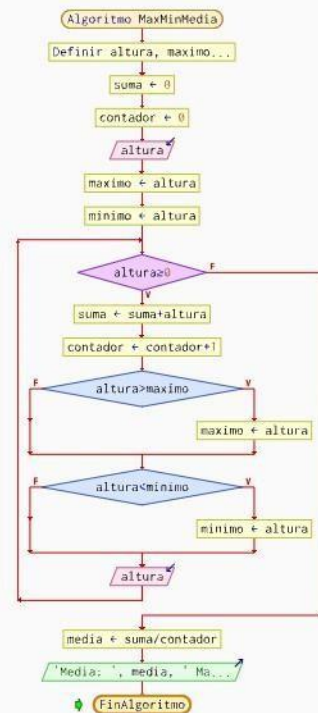 Algoritmo MaxMinMedia
Definir altura, maximo...
suma ← 0
contador ← 0
altura
maximo ← altura
minimo ← altura
altura≥0
F
V
suma ← suma+altura
contador ← contador+1
F
altura>maximo
V
maximo ← altura
F
altura<minimo
V
minimo ← altura
altura
media ← suma/contador
'Media: ', media, ' Ma...
FinAlgoritmo